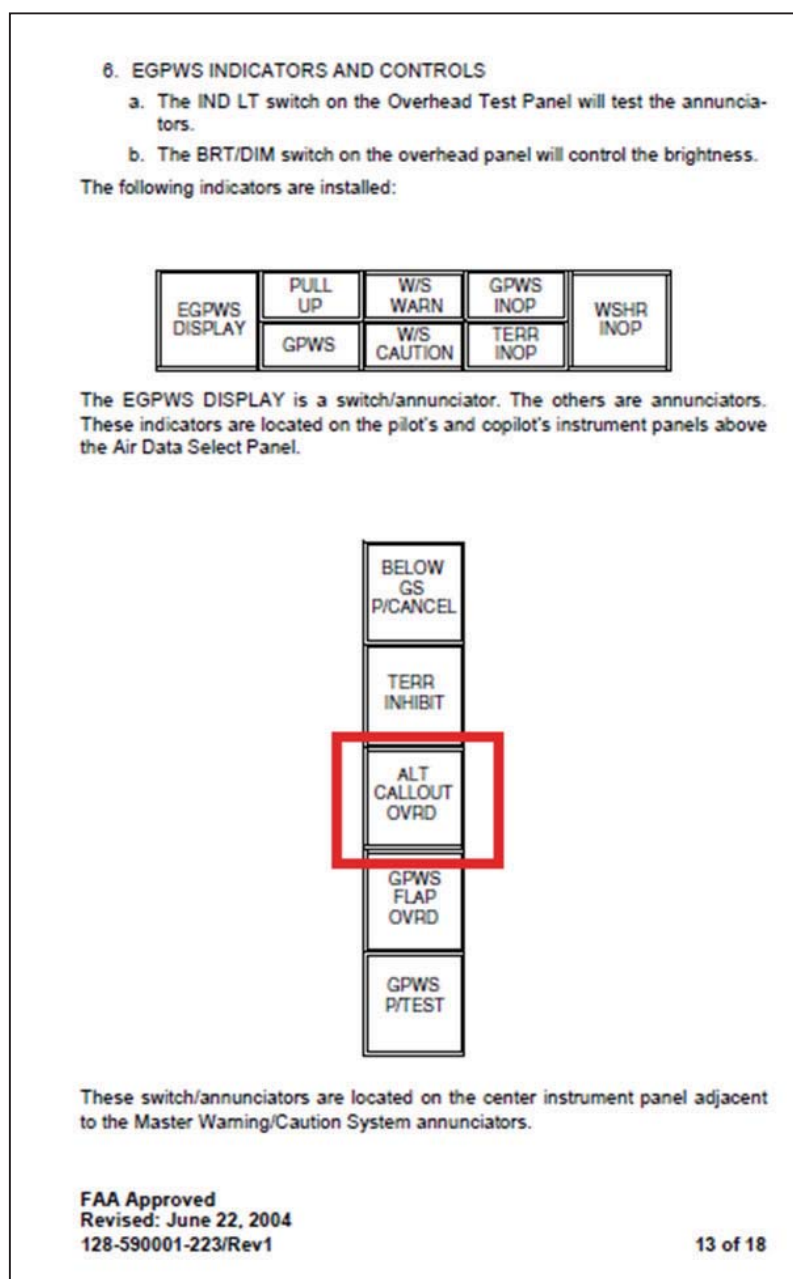 6. EGPWS INDICATORS AND CONTROLS
a. The IND LT switch on the Overhead Test Panel will test the annuncia-
tors.
b. The BRT/DIM switch on the overhead panel will control the brightness.
The following indicators are installed:
EGPWS
DISPLAY
PULL
UP
GPWS
W/S
WARN
W/S
CAUTION
GPWS
INOP
TERR
INOP
WSHR
INOP
The EGPWS DISPLAY is a switch/annunciator. The others are annunciators.
These indicators are located on the pilot's and copilot's instrument panels above
the Air Data Select Panel.
BELOW
GS
P/CANCEL
TERR
INHIBIT
ALT
CALLOUT
OVRD
GPWS
FLAP
OVRD
GPWS
P/TEST
These switch/annunciators are located on the center instrument panel adjacent
to the Master Warning/Caution System annunciators.
FAA Approved
Revised: June 22, 2004
128-590001-223/Rev1
13 of 18